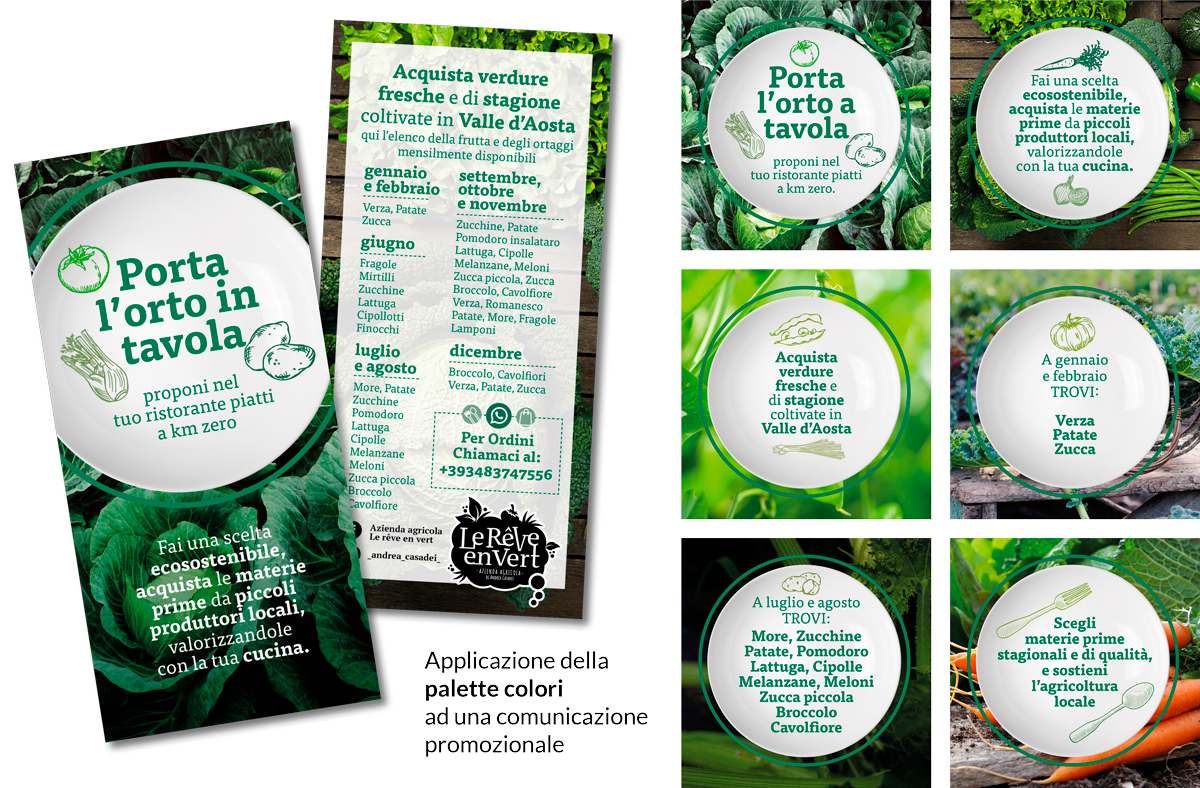 Porta
l'orto in
tavola
proponi nel
tuo ristorante piatti
a km zero
Fai una scelta
ecosostenibile,
acquista le materie
prime da piccoli
produttori locali,
valorizzandole
con la tua cucina.
Acquista verdure
fresche e di stagione
coltivate in Valle d'Aosta
qui l'elenco della frutta e degli ortaggi
mensilmente disponibili
gennaio
e febbraio
Verza, Patate
Zucca
giugno
Fragole
Mirtilli
Zucchine
Lattuga
Cipollotti
Finocchi
luglio
e agosto
More, Patate
Zucchine
Pomodoro
Lattuga
Cipolle
Melanzane
Meloni
Zucca piccola
Broccolo
Cavolfiore
settembre,
ottobre
e novembre
Zucchine, Patate
Pomodoro insalataro
Lattuga, Cipolle
Melanzane, Meloni
Zucca piccola, Zucca
Broccolo, Cavolfiore
Verza, Romanesco
Patate, More, Fragole
Lamponi
dicembre
Broccolo, Cavolfiori
Verza, Patate, Zucca
Per Ordini
Chiamaci al:
+393483747556
Azienda agricola
Le rêve en vert
_andrea_casadei_
Le Rêve
en Vert
AZIENDA AGRICOLA
DI ANDREA CASADEI
Applicazione della
palette colori
ad una comunicazione
promozionale
Porta
l'orto a
tavola
proponi nel
tuo ristorante piatti
a km zero.
Fai una scelta
ecosostenibile,
acquista le materie
prime da piccoli
produttori locali,
valorizzandole
con la tua cucina.
Acquista
verdure
fresche e
di stagione
coltivate in
Valle d'Aosta
A gennaio
e febbraio
TROVI:
Verza
Patate
Zucca
A luglio e agosto
TROVI:
More, Zucchine
Patate, Pomodoro
Lattuga, Cipolle
Melanzane, Meloni
Zucca piccola
Broccolo
Cavolfiore
Scegli
materie prime
stagionali e di qualità,
e sostieni
l'agricoltura
locale